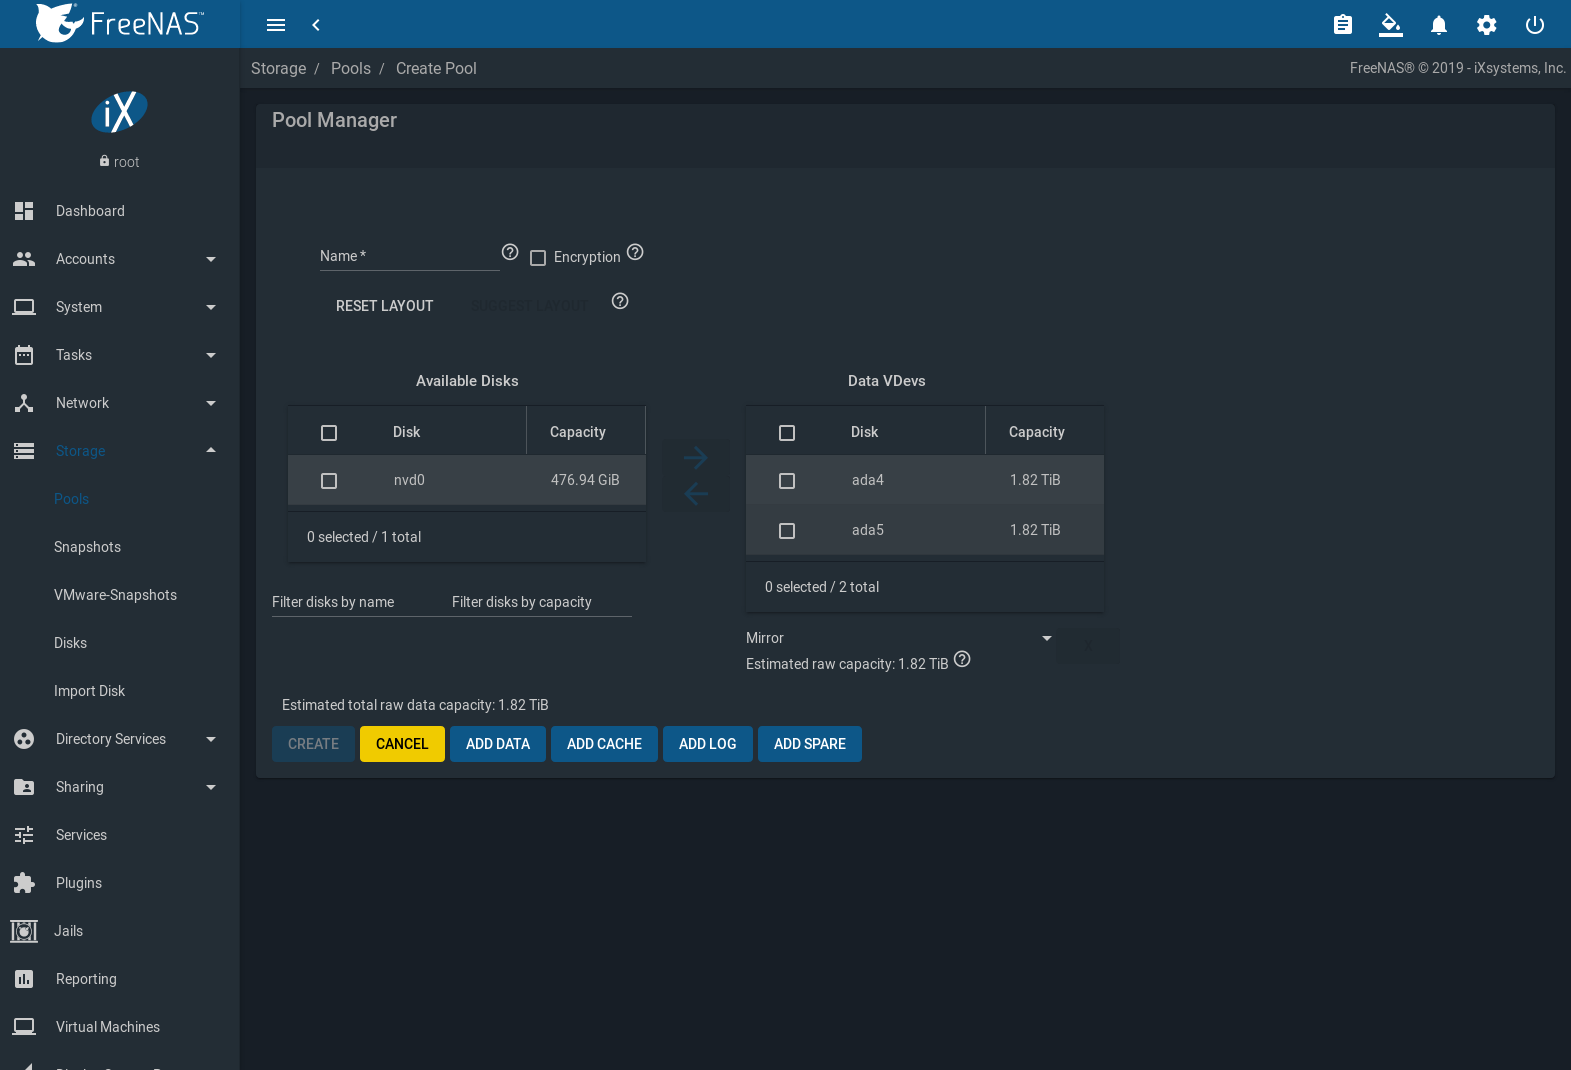 FreeNAS™
Storage / Pools / Create Pool
FreeNAS® © 2019 - iXsystems, Inc.
iX
root
Dashboard
Accounts
System
Tasks
Network
Storage
Pools
Snapshots
VMware-Snapshots
Disks
Import Disk
Directory Services
Sharing
Services
Plugins
Jails
Reporting
Virtual Machines
Pool Manager
Name *
Encryption
RESET LAYOUT SUGGEST LAYOUT
Available Disks
Disk Capacity
nvd0 476.94 GiB
0 selected / 1 total
Filter disks by name Filter disks by capacity
Data VDevs
Disk Capacity
ada4 1.82 TiB
ada5 1.82 TiB
0 selected / 2 total
Mirror
X
Estimated raw capacity: 1.82 TiB
Estimated total raw data capacity: 1.82 TiB
CREATE CANCEL ADD DATA ADD CACHE ADD LOG ADD SPARE